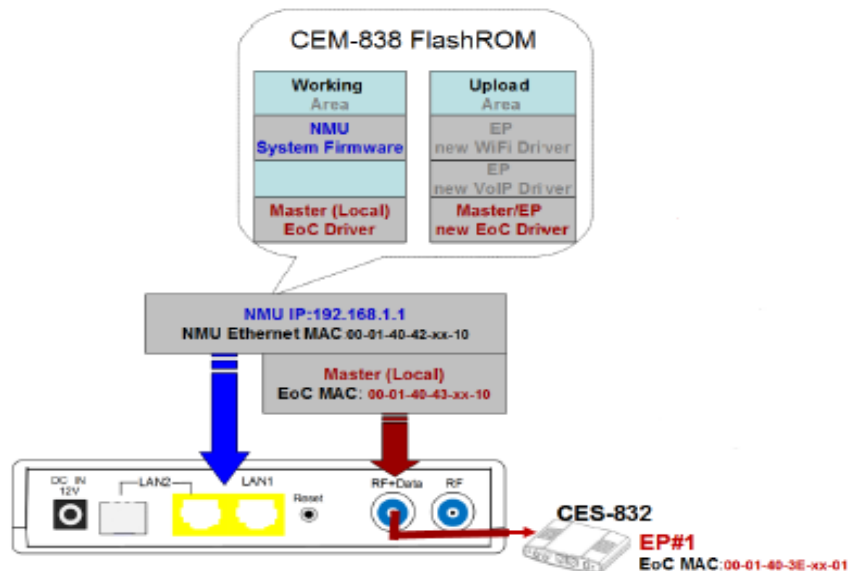 CEM-838 FlashROM
Working
Area
NMU
System Firmware
Master (Local)
EoC Driver
Upload
Area
EP
new WiFi Driver
EP
new VoIP Driver
Master/EP
new EoC Driver
NMU IP:192.168.1.1
NMU Ethernet MAC:00-01-40-42-xx-10
Master (Local)
EoC MAC: 00-01-40-43-xx-10
DC IN
12V
LAN2
LAN1
Reset
RF+Data
RF
CES-832
EP#1
EoC MAC:00-01-40-3E-xx-01